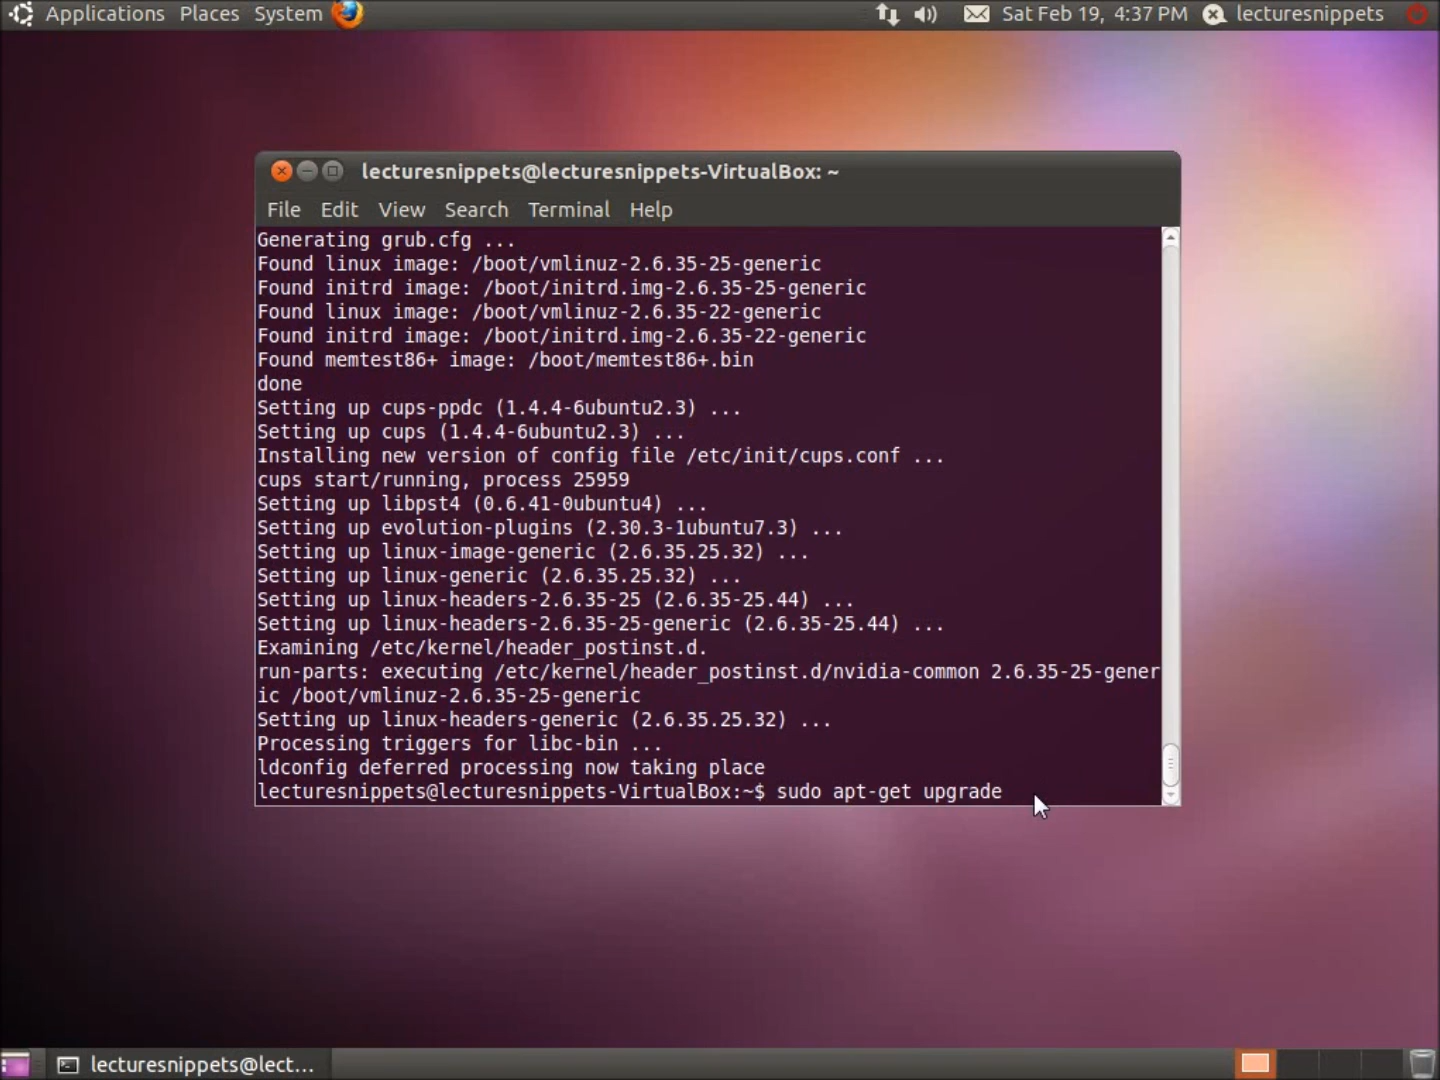 Applications Places System Sat Feb 19, 4:37 PM lecturesnippets
lecturesnippets@lecturesnippets-VirtualBox: ~
File Edit View Search Terminal Help
Generating grub.cfg ...
Found linux image: /boot/vmlinuz-2.6.35-25-generic
Found initrd image: /boot/initrd.img-2.6.35-25-generic
Found linux image: /boot/vmlinuz-2.6.35-22-generic
Found initrd image: /boot/initrd.img-2.6.35-22-generic
Found memtest86+ image: /boot/memtest86+.bin
done
Setting up cups-ppdc (1.4.4-6ubuntu2.3) ...
Setting up cups (1.4.4-6ubuntu2.3) ...
Installing new version of config file /etc/init/cups.conf ...
cups start/running, process 25959
Setting up libpst4 (0.6.41-0ubuntu4) ...
Setting up evolution-plugins (2.30.3-1ubuntu7.3) ...
Setting up linux-image-generic (2.6.35.25.32) ...
Setting up linux-generic (2.6.35.25.32) ...
Setting up linux-headers-2.6.35-25 (2.6.35-25.44) ...
Setting up linux-headers-2.6.35-25-generic (2.6.35-25.44) ...
Examining /etc/kernel/header_postinst.d.
run-parts: executing /etc/kernel/header_postinst.d/nvidia-common 2.6.35-25-gener
ic /boot/vmlinuz-2.6.35-25-generic
Setting up linux-headers-generic (2.6.35.25.32) ...
Processing triggers for libc-bin ...
ldconfig deferred processing now taking place
lecturesnippets@lecturesnippets-VirtualBox:~$ sudo apt-get upgrade
lecturesnippets@lect...